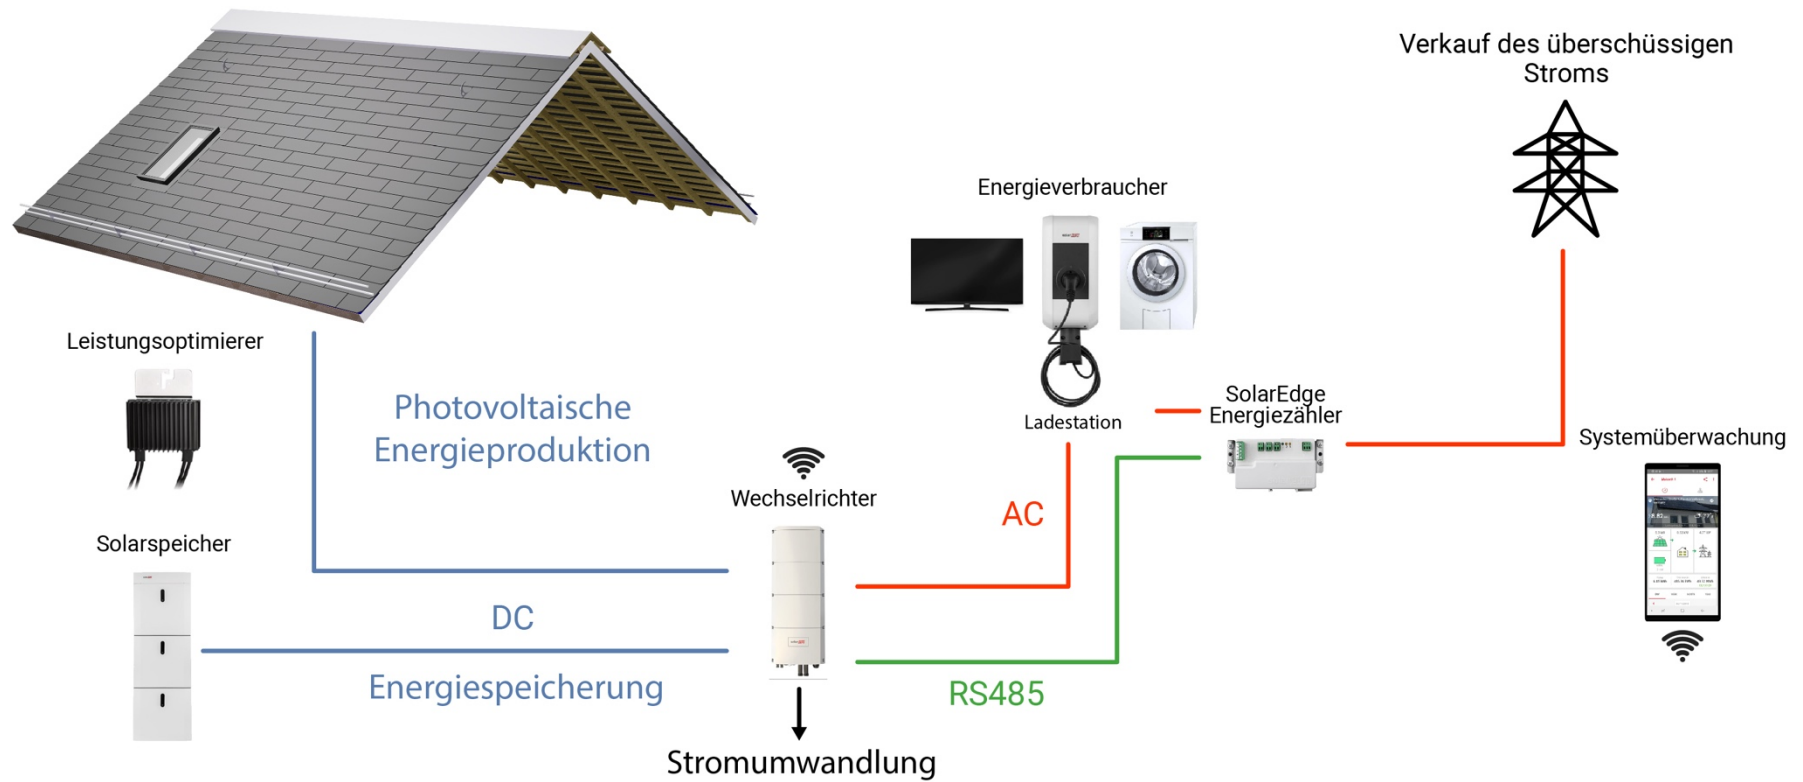 Verkauf des überschüssigen
Stroms
Energieverbraucher
Leistungsoptimierer
Photovoltaische
Energieproduktion
Ladestation
SolarEdge
Energiezähler
Systemüberwachung
Wechselrichter
AC
Solarspeicher
DC
Energiespeicherung
RS485
Stromumwandlung